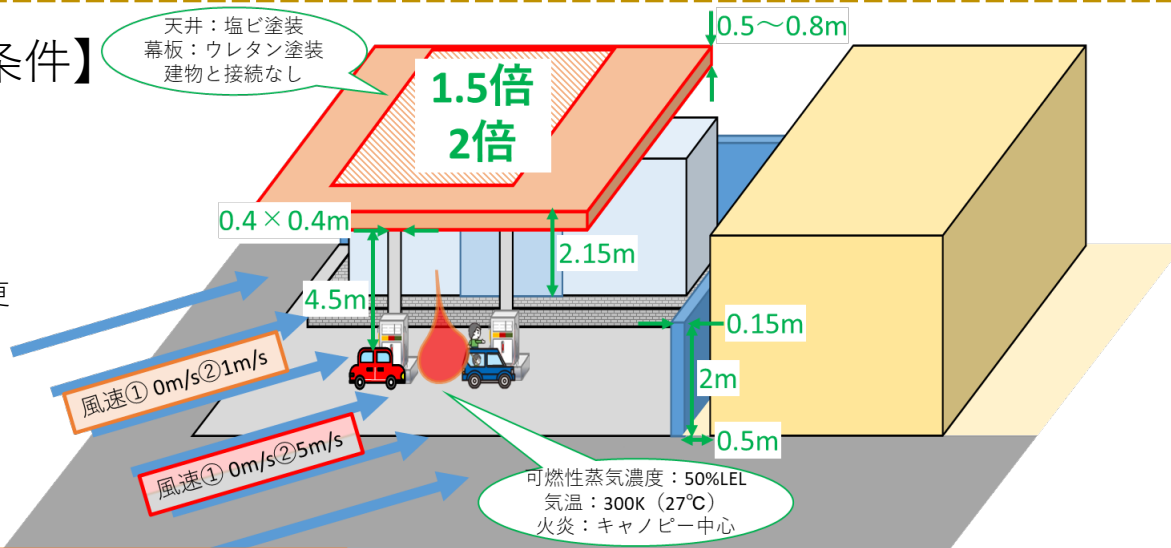 条件】
天井：塩ビ塗装
幕板：ウレタン塗装
建物と接続なし
0.5～0.8m
1.5倍
2倍
0.4×0.4m
2.15m
4.5m
0.15m
2m
0.5m
風速① 0m/s②1m/s
風速① 0m/s②5m/s
可燃性蒸気濃度：50%LEL
気温：300K（27℃）
火炎：キャノピー中心